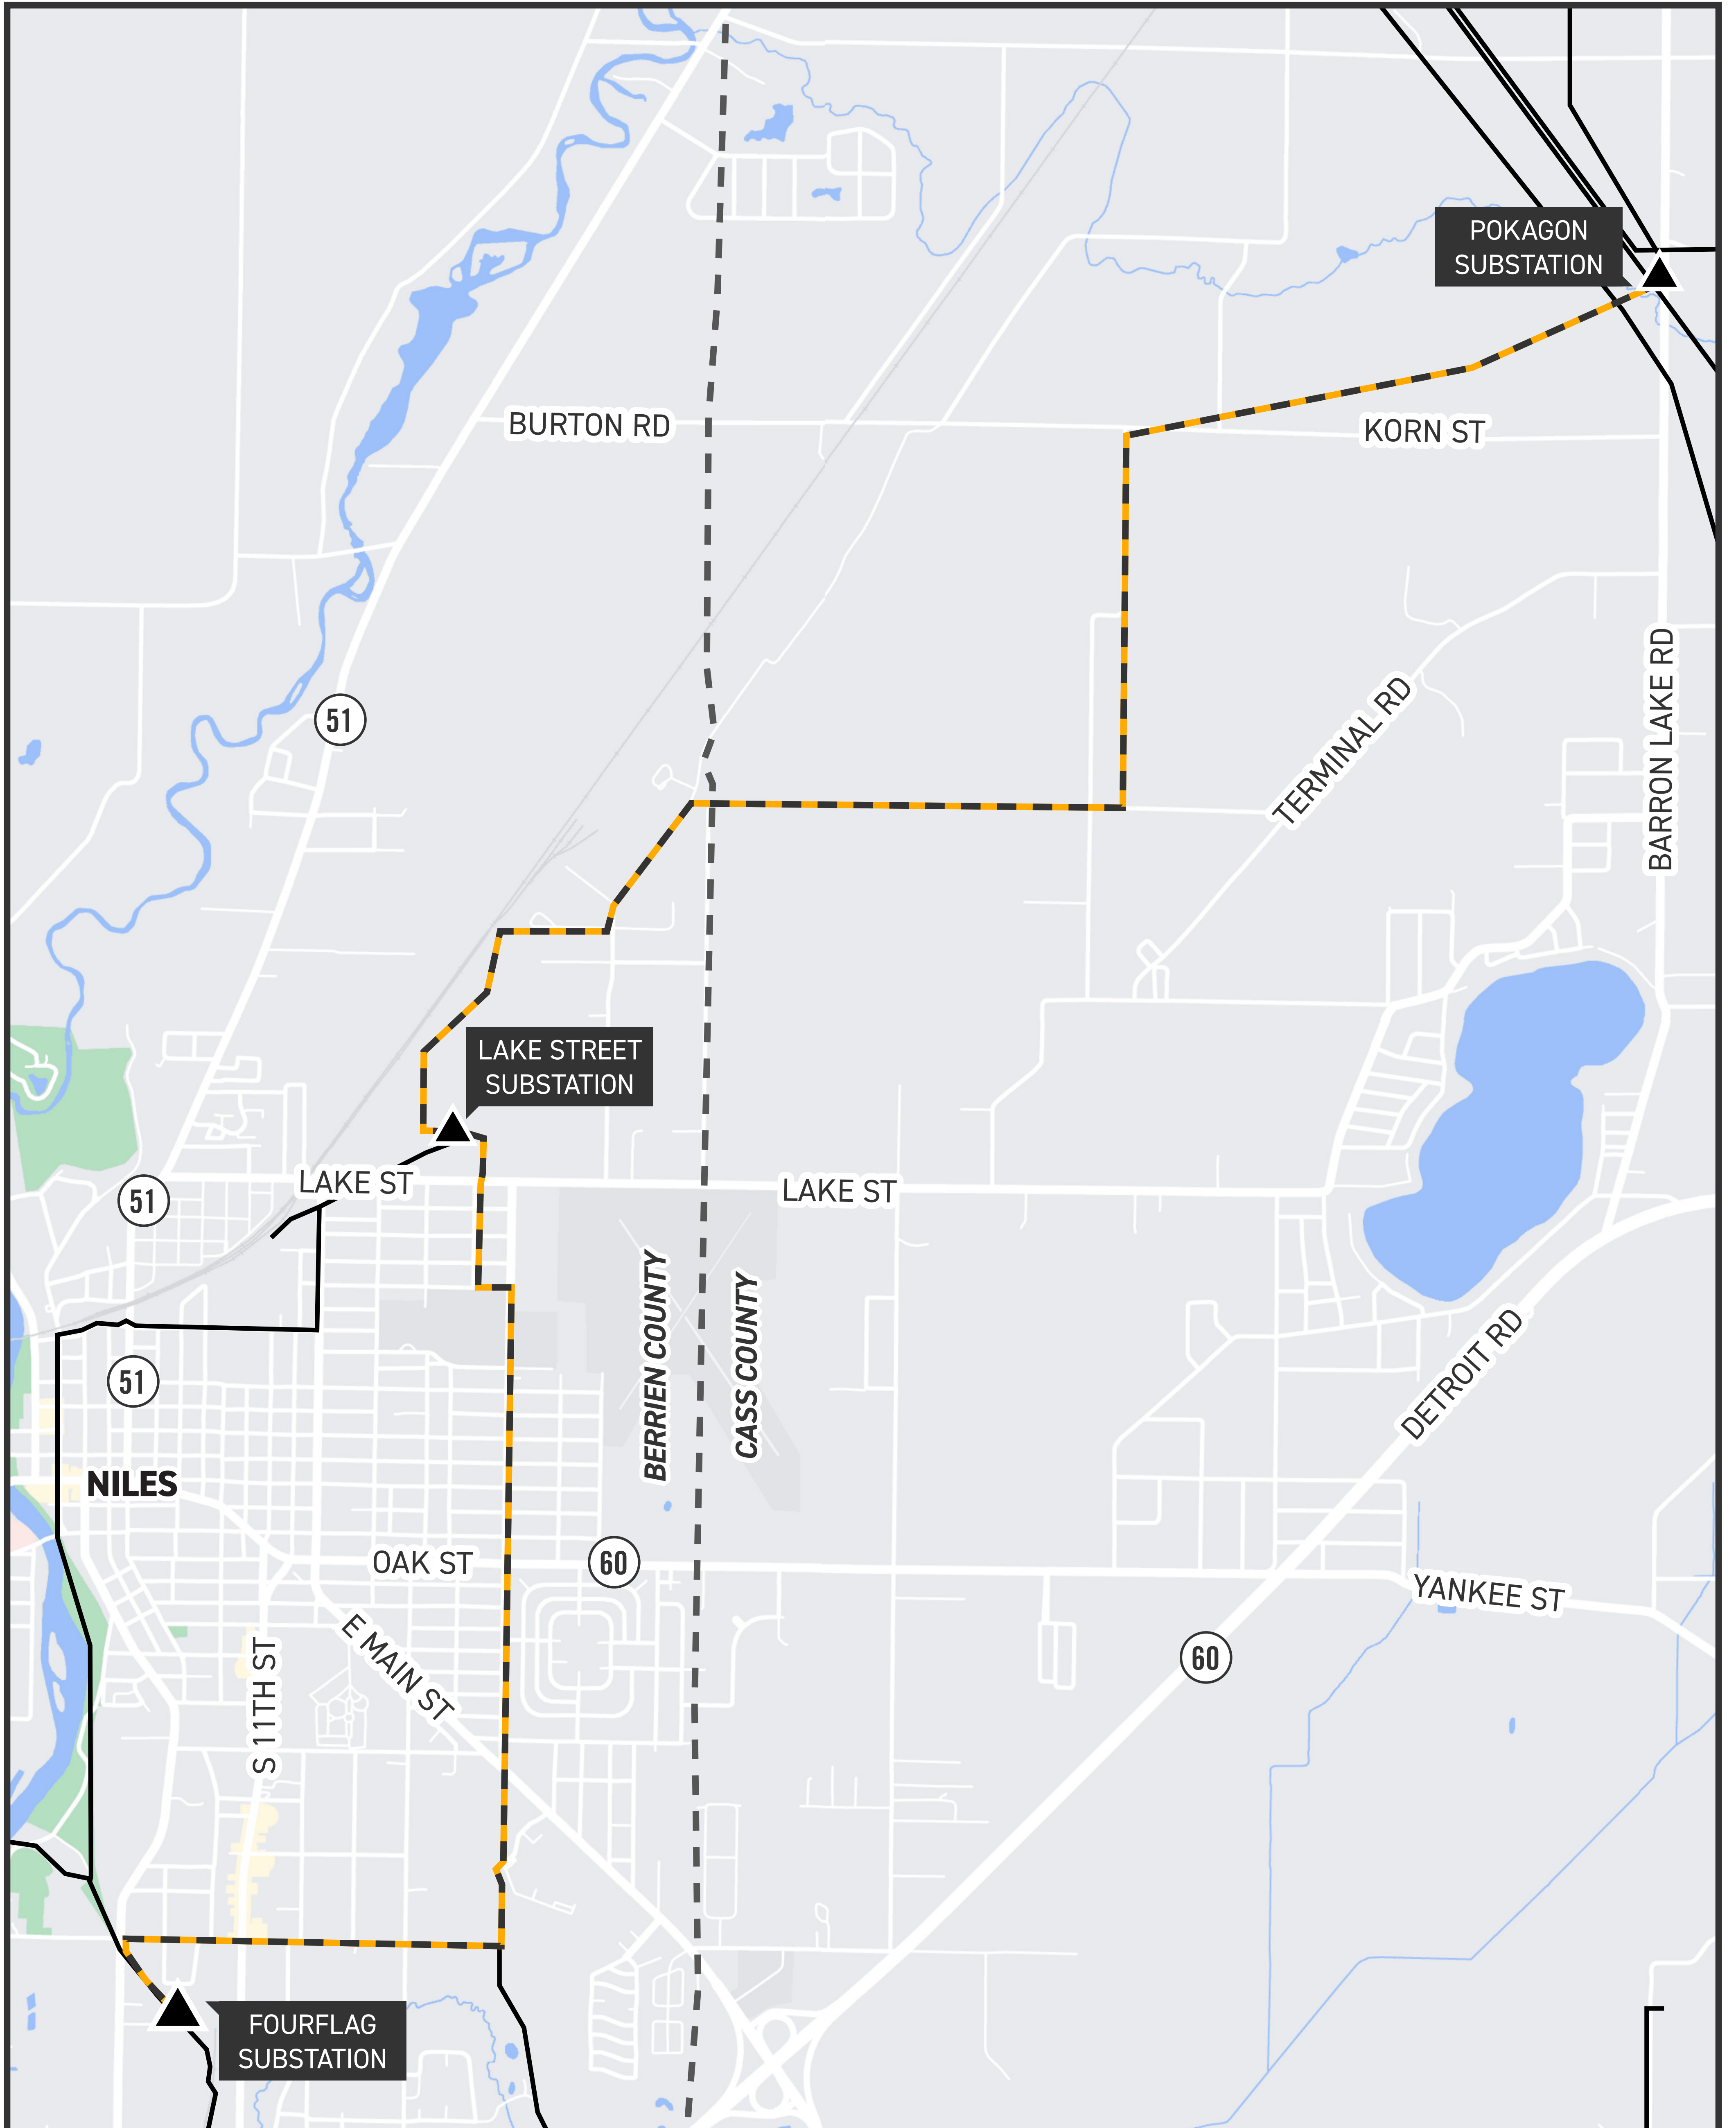 POKAGON
SUBSTATION
BURTON RD
KORN ST
51
BARRON LAKE RD
TERMINAL RD
LAKE STREET
SUBSTATION
51
LAKE ST
LAKE ST
BERRIEN COUNTY
CASS COUNTY
DETROIT RD
51
NILES
OAK ST
60
YANKEE ST
E MAIN ST
S 11TH ST
60
FOURFLAG
SUBSTATION